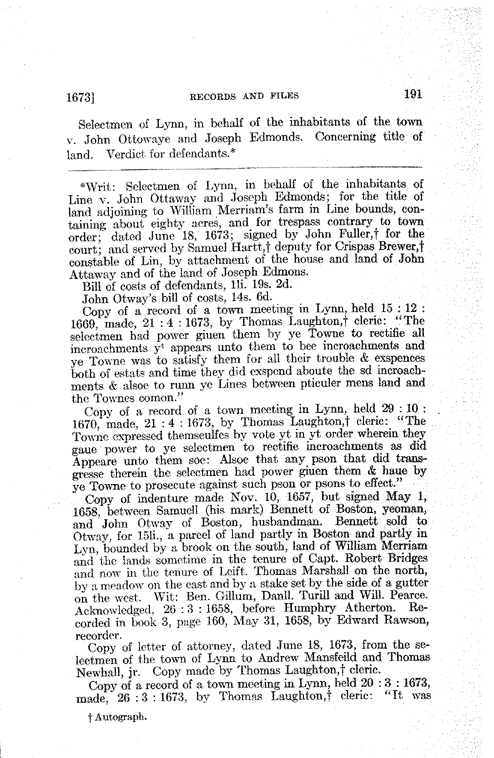 1673] RECORDS AND FILES 191
Selectmen of Lynn, in behalf of the inhabitants of the town
v. John Ottowaye and Joseph Edmonds. Concerning title of
land. Verdict for defendants.*
*Writ: Selectmen of Lynn, in behalf of the inhabitants of
Line v. John Ottaway and Joseph Edmonds; for the title of
land adjoining to William Merriam's farm in Line bounds, con-
taining about eighty acres, and for trespass contrary to town
order; dated June 18, 1673; signed by John Fuller,† for the
court; and served by Samuel Hartt,† deputy for Crispas Brewer,†
constable of Lin, by attachment of the house and land of John
Attaway and of the land of Joseph Edmons.
Bill of costs of defendants, 1li. 19s. 2d.
John Otway's bill of costs, 14s. 6d.
Copy of a record of a town meeting in Lynn, held 15 : 12 :
1669, made, 21 : 4 : 1673, by Thomas Laughton,† cleric: "The
selectmen had power giuen them by ye Towne to rectifie all
incroachments yᵗ appears unto them to bee incroachments and
ye Towne was to satisfy them for all their trouble & exspences
both of estats and time they did exspend aboute the sd incroach-
ments & alsoe to runn ye Lines between pticuler mens land and
the Townes comon."
Copy of a record of a town meeting in Lynn, held 29 : 10 :
1670, made, 21 : 4 : 1673, by Thomas Laughton,† cleric: "The
Towne expressed themseulfes by vote yt in yt order wherein they
gaue power to ye selectmen to rectifie incroachments as did
Appeare unto them soe: Alsoe that any pson that did trans-
gresse therein the selectmen had power giuen them & haue by
ye Towne to prosecute against such pson or psons to effect."
Copy of indenture made Nov. 10, 1657, but signed May 1,
1658, between Samuell (his mark) Bennett of Boston, yeoman,
and John Otway of Boston, husbandman. Bennett sold to
Otway, for 15li., a parcel of land partly in Boston and partly in
Lyn, bounded by a brook on the south, land of William Merriam
and the lands sometime in the tenure of Capt. Robert Bridges
and now in the tenure of Leift. Thomas Marshall on the north,
by a meadow on the east and by a stake set by the side of a gutter
on the west. Wit: Ben. Gillum, Danll. Turill and Will. Pearce.
Acknowledged, 26 : 3 : 1658, before Humphry Atherton. Re-
corded in book 3, page 160, May 31, 1658, by Edward Rawson,
recorder.
Copy of letter of attorney, dated June 18, 1673, from the se-
lectmen of the town of Lynn to Andrew Mansfeild and Thomas
Newhall, jr. Copy made by Thomas Laughton,† cleric.
Copy of a record of a town meeting in Lynn, held 20 : 3 : 1673,
made, 26 : 3 : 1673, by Thomas Laughton,† cleric: "It was
† Autograph.